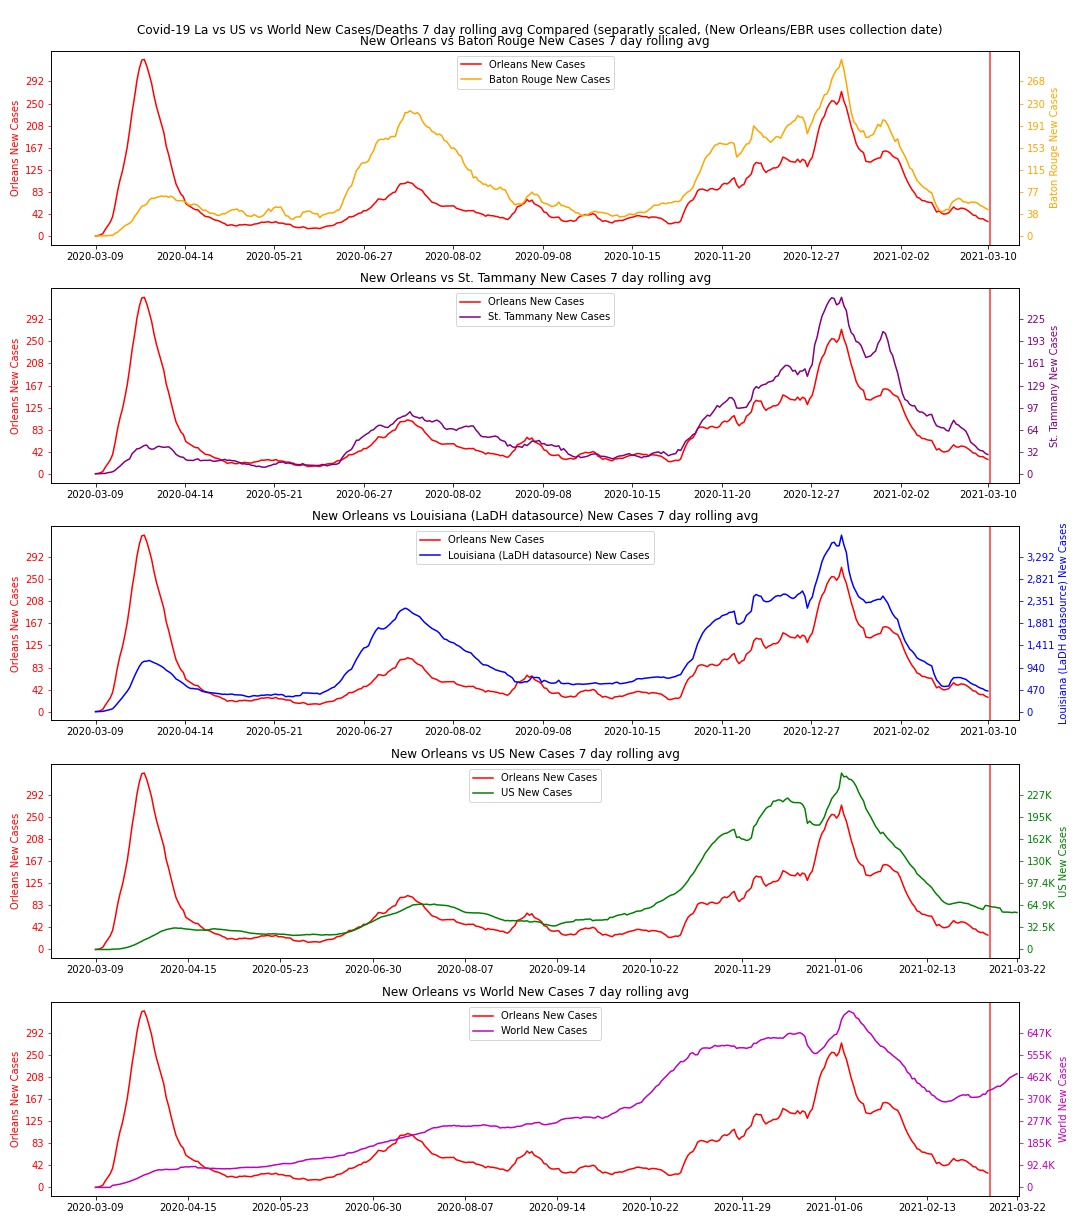 Covid-19 La vs US vs World New Cases/Deaths 7 day rolling avg Compared (separatly scaled, (New Orleans/EBR uses collection date)
New Orleans vs Baton Rouge New Cases 7 day rolling avg
Orleans New Cases
Baton Rouge New Cases
Orleans New Cases
292
250
208
167
125
83
42
0
268
230
191
153
115
77
38
0
Baton Rouge New Cases
2020-03-09 2020-04-14 2020-05-21 2020-06-27 2020-08-02 2020-09-08 2020-10-15 2020-11-20 2020-12-27 2021-02-02 2021-03-10
New Orleans vs St. Tammany New Cases 7 day rolling avg
Orleans New Cases
St. Tammany New Cases
Orleans New Cases
292
250
208
167
125
83
42
0
225
193
161
129
97
64
32
0
St. Tammany New Cases
2020-03-09 2020-04-14 2020-05-21 2020-06-27 2020-08-02 2020-09-08 2020-10-15 2020-11-20 2020-12-27 2021-02-02 2021-03-10
New Orleans vs Louisiana (LaDH datasource) New Cases 7 day rolling avg
Orleans New Cases
Louisiana (LaDH datasource) New Cases
Orleans New Cases
292
250
208
167
125
83
42
0
3,292
2,821
2,351
1,881
1,411
940
470
0
Louisiana (LaDH datasource) New Cases
2020-03-09 2020-04-14 2020-05-21 2020-06-27 2020-08-02 2020-09-08 2020-10-15 2020-11-20 2020-12-27 2021-02-02 2021-03-10
New Orleans vs US New Cases 7 day rolling avg
Orleans New Cases
US New Cases
Orleans New Cases
292
250
208
167
125
83
42
0
227K
195K
162K
130K
97.4K
64.9K
32.5K
0
US New Cases
2020-03-09 2020-04-15 2020-05-23 2020-06-30 2020-08-07 2020-09-14 2020-10-22 2020-11-29 2021-01-06 2021-02-13 2021-03-22
New Orleans vs World New Cases 7 day rolling avg
Orleans New Cases
World New Cases
Orleans New Cases
292
250
208
167
125
83
42
0
647K
555K
462K
370K
277K
185K
92.4K
0
World New Cases
2020-03-09 2020-04-15 2020-05-23 2020-06-30 2020-08-07 2020-09-14 2020-10-22 2020-11-29 2021-01-06 2021-02-13 2021-03-22